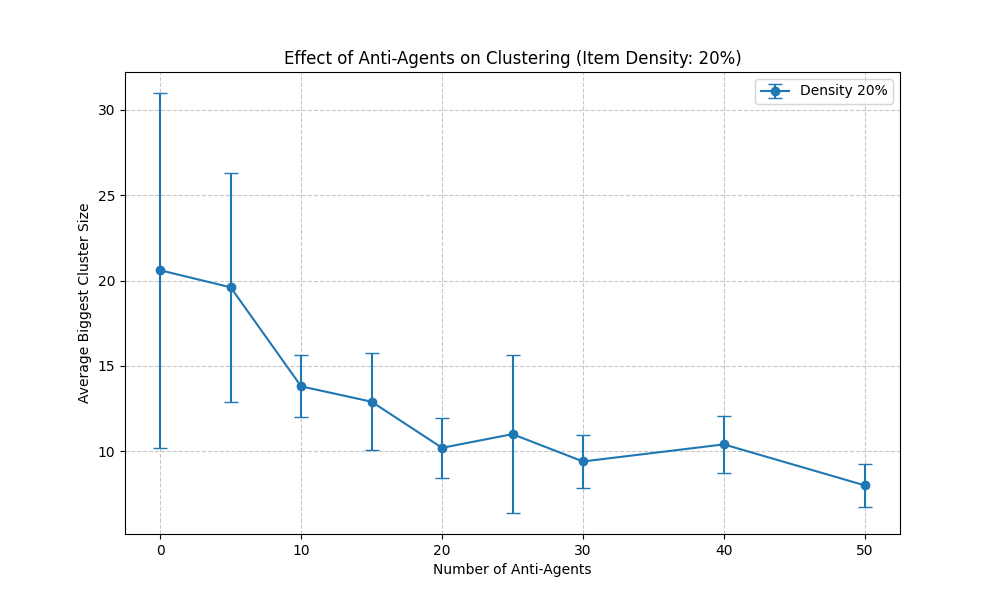 Effect of Anti-Agents on Clustering (Item Density: 20%)
Density 20%
Average Biggest Cluster Size
30
25
20
15
10
0
10
20
30
40
50
Number of Anti-Agents